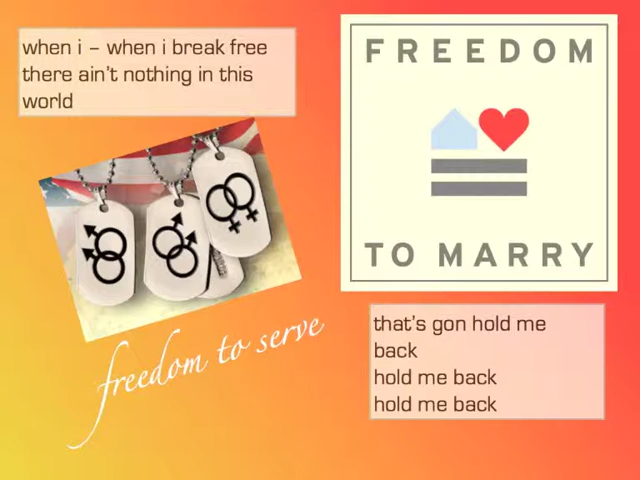 when i – when i break free
there ain't nothing in this
world
FREEDOM
TO MARRY
freedom to serve
that's gon hold me
back
hold me back
hold me back